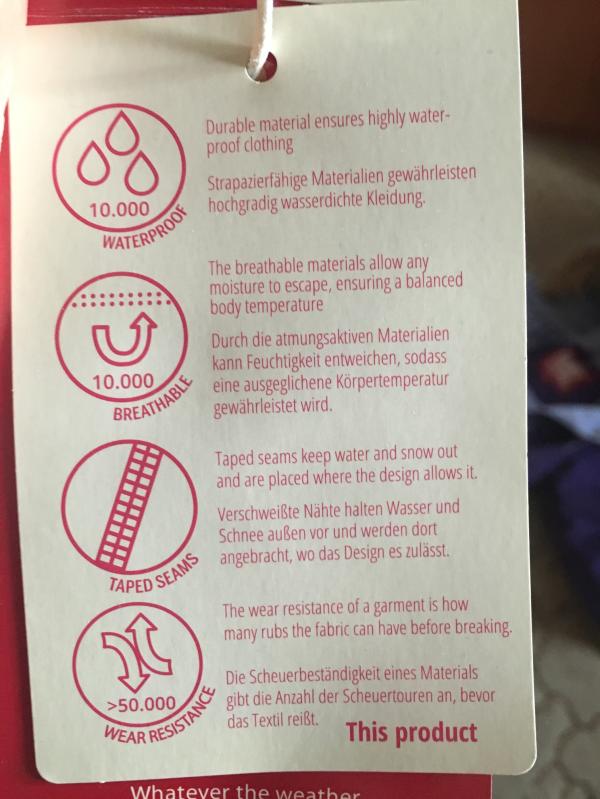 10.000
WATERPROOF
Durable material ensures highly water-
proof clothing
Strapazierfähige Materialien gewährleisten
hochgradig wasserdichte Kleidung.
10.000
BREATHABLE
The breathable materials allow any
moisture to escape, ensuring a balanced
body temperature
Durch die atmungsaktiven Materialien
kann Feuchtigkeit entweichen, sodass
eine ausgeglichene Körpertemperatur
gewährleistet wird.
TAPED SEAMS
Taped seams keep water and snow out
and are placed where the design allows it.
Verschweißte Nähte halten Wasser und
Schnee außen vor und werden dort
angebracht, wo das Design es zulässt.
>50.000
WEAR RESISTANCE
The wear resistance of a garment is how
many rubs the fabric can have before breaking.
Die Scheuerbeständigkeit eines Materials
gibt die Anzahl der Scheuertouren an, bevor
das Textil reißt.
This product
Whatever the weather